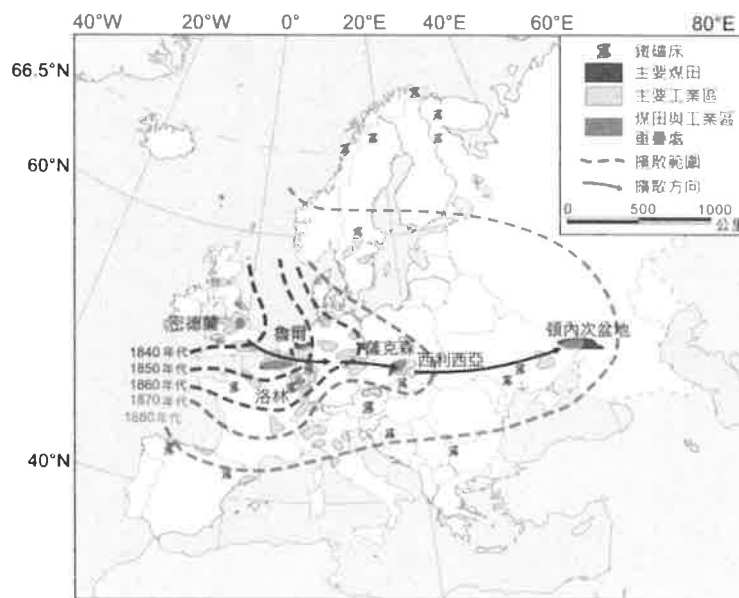 40°W 20°W 0° 20°E 40°E 60°E 80°E
66.5°N
60°N
40°N
鐵礦床
主要煤田
主要工業區
煤田與工業區
重疊處
擴散範圍
擴散方向
0 500 1000
公里
密德蘭
魯爾
薩克森
西利西亞
頓內次盆地
洛林
1840年代
1850年代
1860年代
1870年代
1880年代